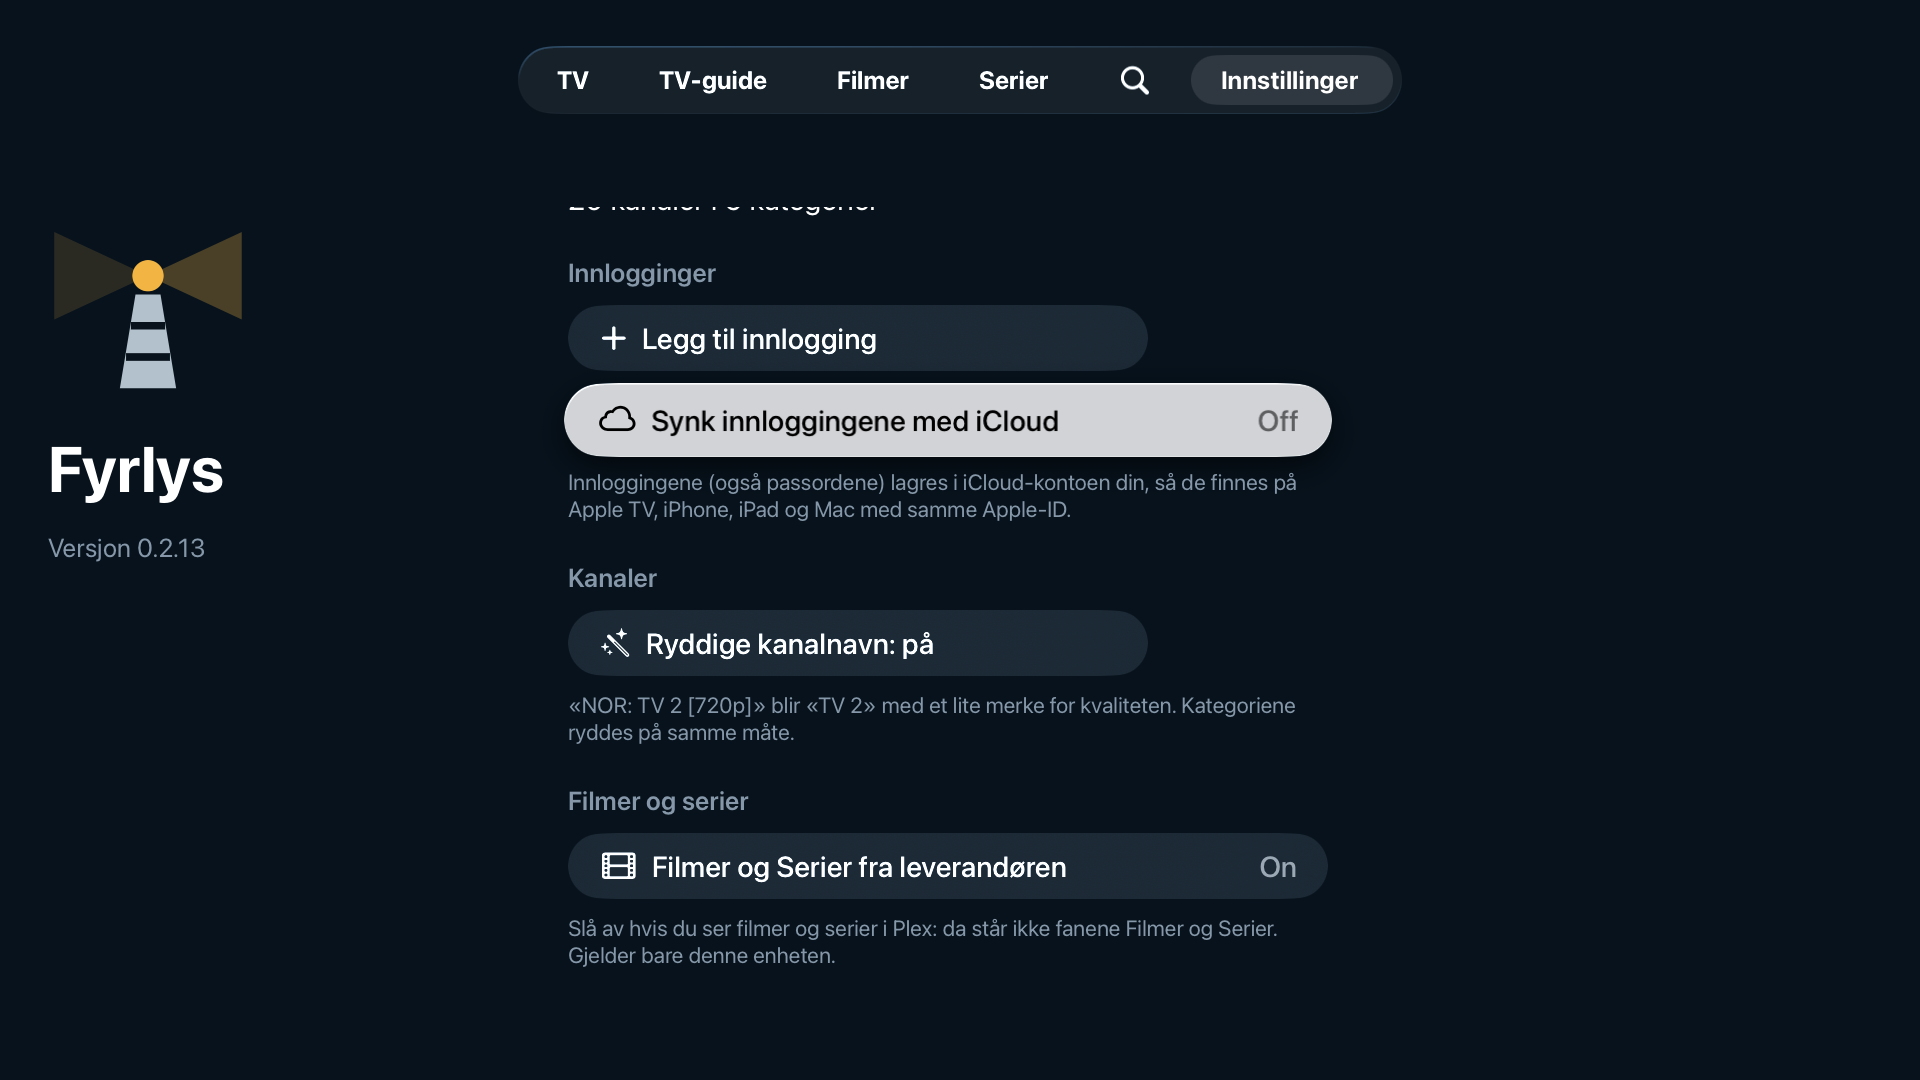 TV
TV-guide
Filmer
Serier
Innstillinger
Innlogginger
Legg til innlogging
Synk innloggingene med iCloud
Off
Innloggingene (også passordene) lagres i iCloud-kontoen din, så de finnes på
Apple TV, iPhone, iPad og Mac med samme Apple-ID.
Fyrlys
Versjon 0.2.13
Kanaler
Ryddige kanalnavn: på
«NOR: TV 2 [720p]» blir «TV 2» med et lite merke for kvaliteten. Kategoriene
ryddes på samme måte.
Filmer og serier
Filmer og Serier fra leverandøren
On
Slå av hvis du ser filmer og serier i Plex: da står ikke fanene Filmer og Serier.
Gjelder bare denne enheten.